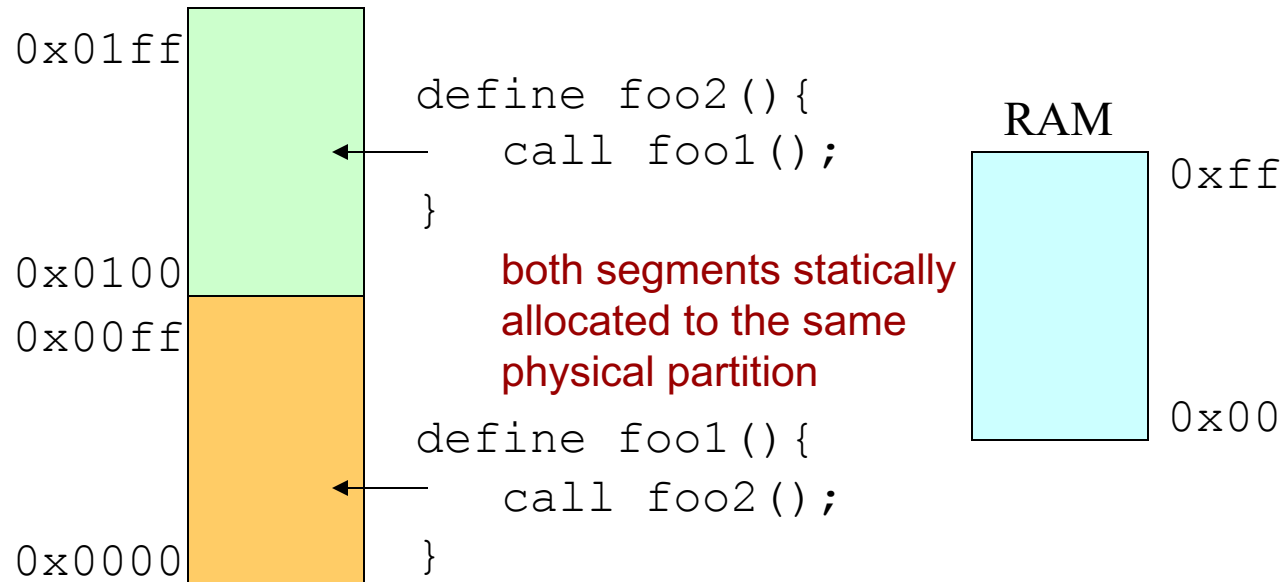 0x01ff
0x0100
0x00ff
0x0000
define foo2(){
call foo1();
}
both segments statically
allocated to the same
physical partition
define foo1(){
call foo2();
}
RAM
0xff
0x00